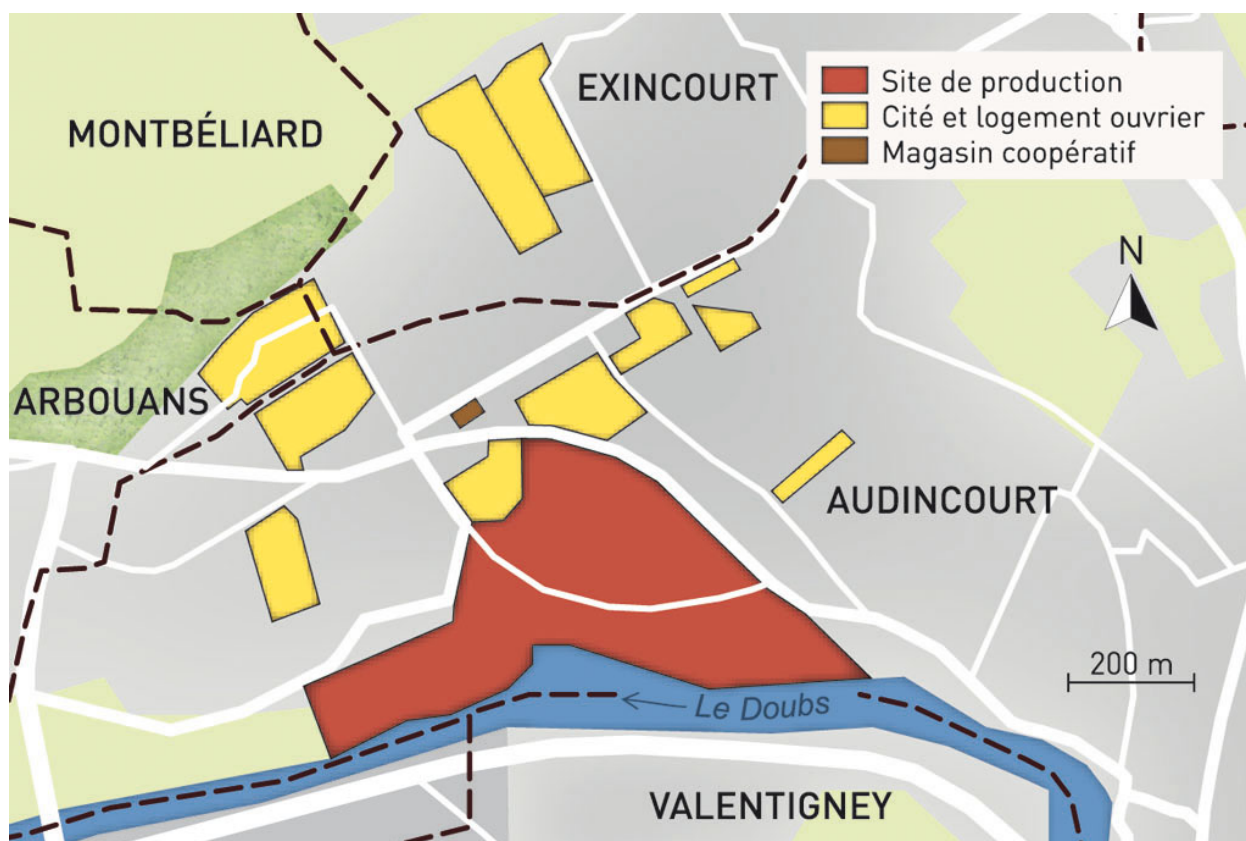 EXINCOURT
MONTBÉLIARD
Site de production
Cité et logement ouvrier
Magasin coopératif
N
ARBOUANS
AUDINCOURT
200 m
Le Doubs
VALENTIGNEY